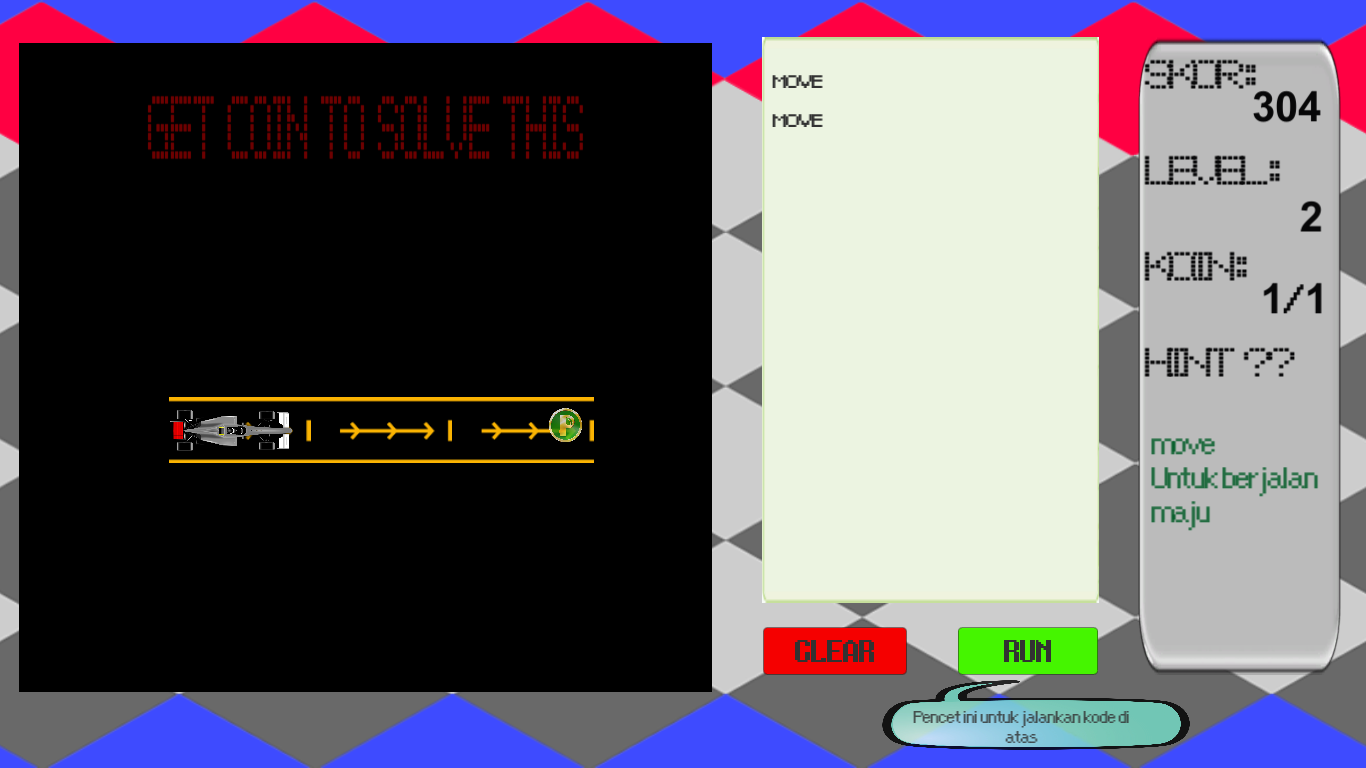 GET COIN TO SOLVE THIS
P
MOVE
MOVE
CLEAR
RUN
Pencet ini untuk jalankan kode di
atas
SKOR:
304
LEVEL:
2
KOIN:
1/1
HINT ??
move
Untuk berjalan
maju